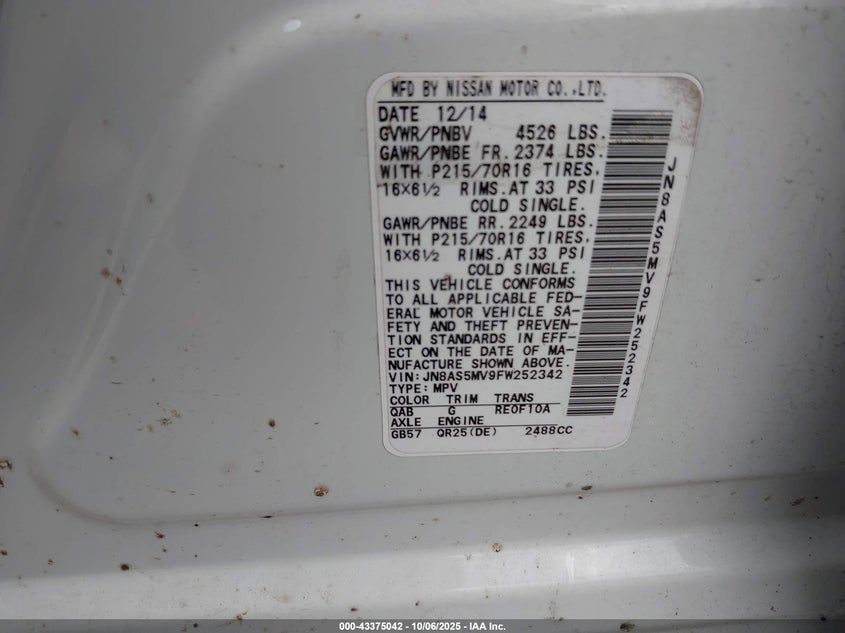 MFD BY NISSAN MOTOR CO.,LTD.
DATE 12/14
GVWR/PNBV 4526 LBS.
GAWR/PNBE FR. 2374 LBS.
WITH P215/70R16 TIRES,
16X6½ RIMS.AT 33 PSI
COLD SINGLE.
GAWR/PNBE RR. 2249 LBS.
WITH P215/70R16 TIRES,
16X6½ RIMS.AT 33 PSI
COLD SINGLE.
THIS VEHICLE CONFORMS
TO ALL APPLICABLE FED-
ERAL MOTOR VEHICLE SA-
FETY AND THEFT PREVEN-
TION STANDARDS IN EFF-
ECT ON THE DATE OF MA-
NUFACTURE SHOWN ABOVE.
VIN: JN8AS5MV9FW252342
TYPE: MPV
COLOR TRIM TRANS
QAB G RE0F10A
AXLE ENGINE
GB57 QR25(DE) 2488CC
JN8AS5MV9FW252342
000-43375042 - 10/06/2025 - IAA Inc.